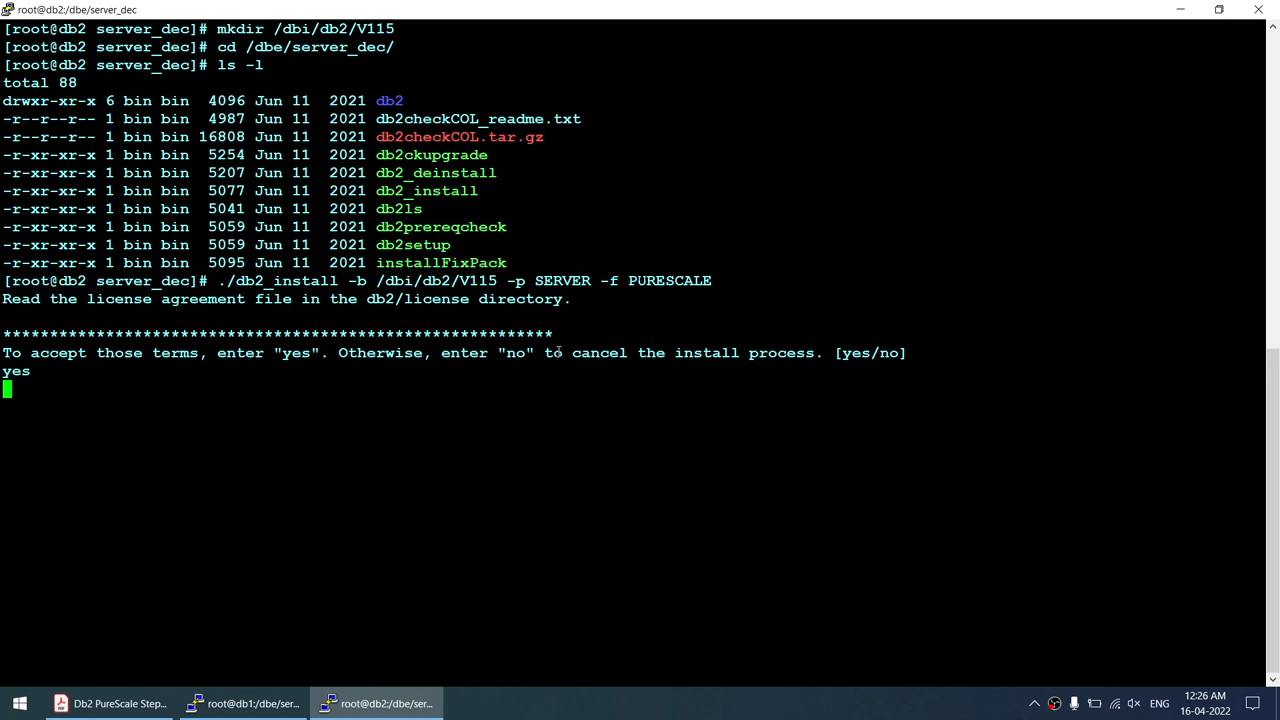 root@db2:/dbe/server_dec
[root@db2 server_dec]# mkdir /dbi/db2/V115
[root@db2 server_dec]# cd /dbe/server_dec/
[root@db2 server_dec]# ls -l
total 88
drwxr-xr-x 6 bin bin  4096 Jun 11  2021 db2
-r--r--r-- 1 bin bin  4987 Jun 11  2021 db2checkCOL_readme.txt
-r--r--r-- 1 bin bin 16808 Jun 11  2021 db2checkCOL.tar.gz
-r-xr-xr-x 1 bin bin  5254 Jun 11  2021 db2ckupgrade
-r-xr-xr-x 1 bin bin  5207 Jun 11  2021 db2_deinstall
-r-xr-xr-x 1 bin bin  5077 Jun 11  2021 db2_install
-r-xr-xr-x 1 bin bin  5041 Jun 11  2021 db2ls
-r-xr-xr-x 1 bin bin  5059 Jun 11  2021 db2prereqcheck
-r-xr-xr-x 1 bin bin  5059 Jun 11  2021 db2setup
-r-xr-xr-x 1 bin bin  5095 Jun 11  2021 installFixPack
[root@db2 server_dec]# ./db2_install -b /dbi/db2/V115 -p SERVER -f PURESCALE
Read the license agreement file in the db2/license directory.
***********************************************************
To accept those terms, enter "yes". Otherwise, enter "no" to cancel the install process. [yes/no]
yes
Db2 PureScale Step...
root@db1:/dbe/ser...
root@db2:/dbe/ser...
ENG
12:26 AM
16-04-2022